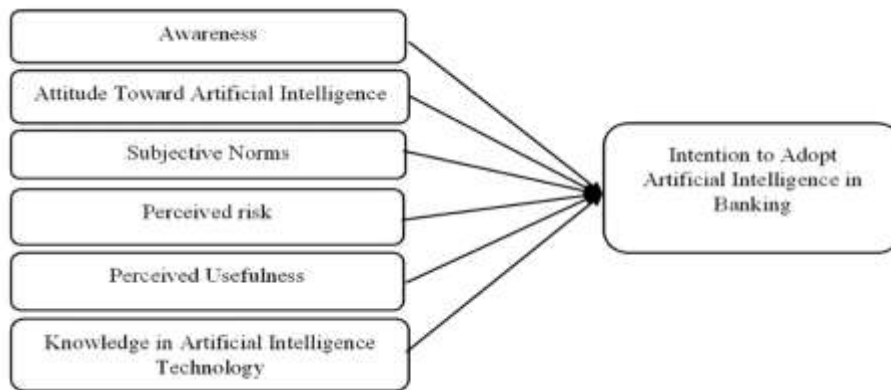 Awareness
Attitude Toward Artificial Intelligence
Subjective Norms
Perceived risk
Perceived Usefulness
Knowledge in Artificial Intelligence
Technology
Intention to Adopt
Artificial Intelligence in
Banking